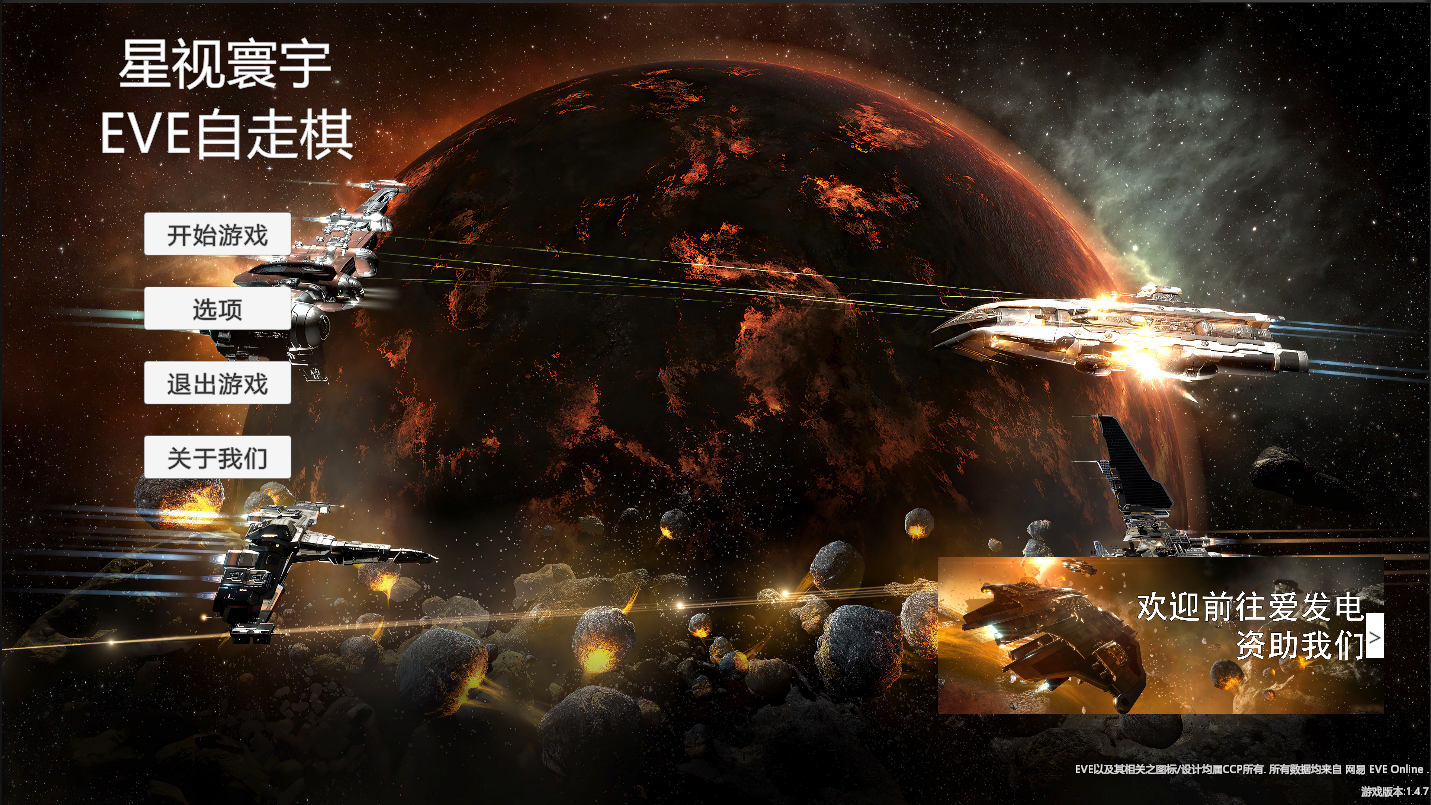 星视寰宇
EVE自走棋
开始游戏
选项
退出游戏
关于我们
欢迎前往爱发电
资助我们
>
EVE以及其相关之图标/设计均属CCP所有. 所有数据均来自 网易 EVE Online .
游戏版本:1.4.7